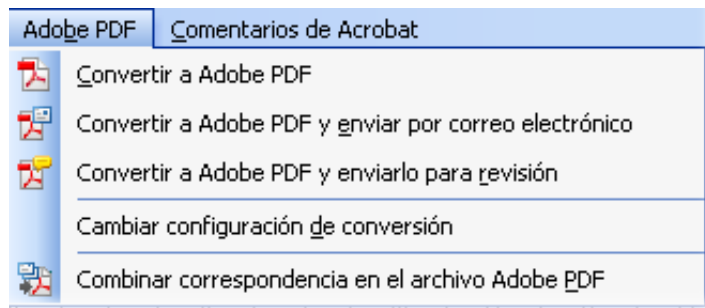 Adobe PDF Comentarios de Acrobat
Convertir a Adobe PDF
Convertir a Adobe PDF y enviar por correo electrónico
Convertir a Adobe PDF y enviarlo para revisión
Cambiar configuración de conversión
Combinar correspondencia en el archivo Adobe PDF